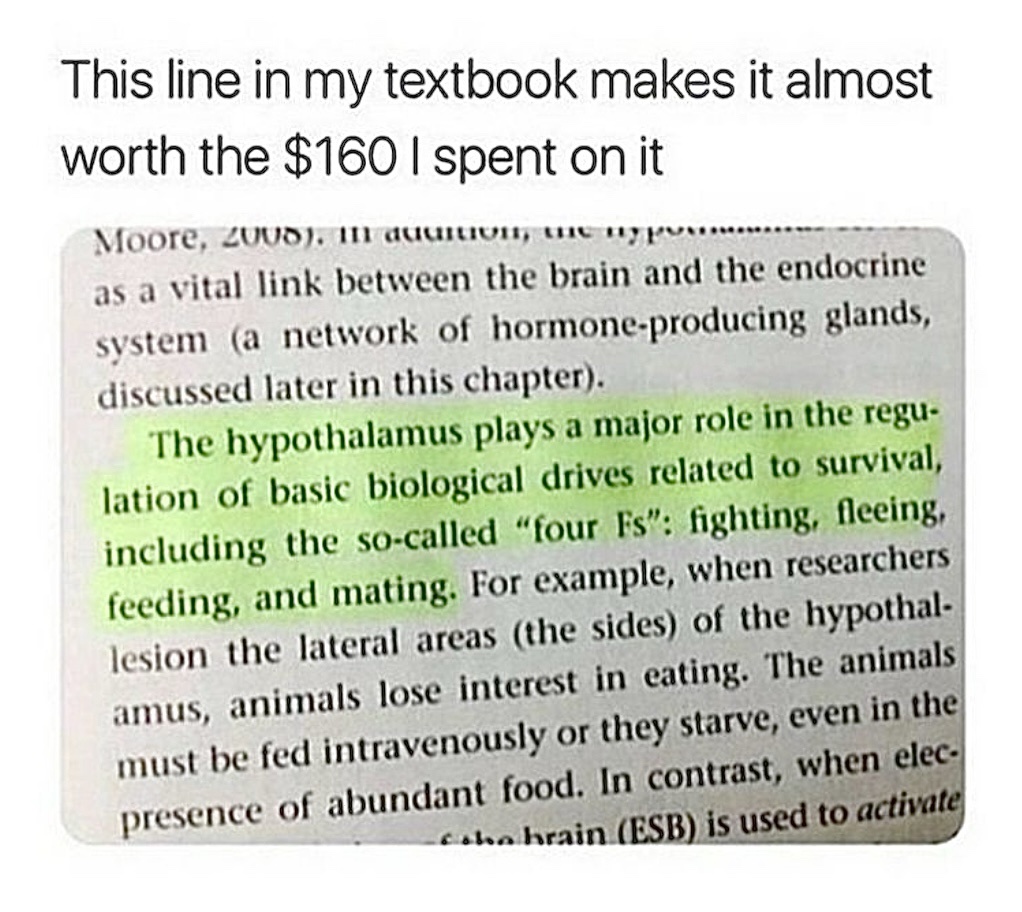 This line in my textbook makes it almost
worth the $160 I spent on it
Moore, 2008). In addition, the
as a vital link between the brain and the endocrine
system (a network of hormone-producing glands,
discussed later in this chapter).
The hypothalamus plays a major role in the regu-
lation of basic biological drives related to survival,
including the so-called “four Fs”: fighting, fleeing,
feeding, and mating. For example, when researchers
lesion the lateral areas (the sides) of the hypothal-
amus, animals lose interest in eating. The animals
must be fed intravenously or they starve, even in the
presence of abundant food. In contrast, when elec-
the brain (ESB) is used to activate